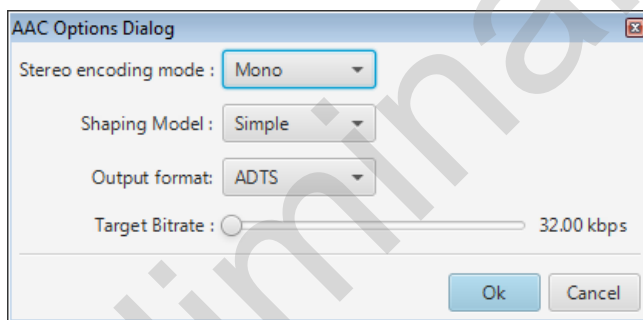 AAC Options Dialog
Stereo encoding mode : Mono
Shaping Model : Simple
Output format: ADTS
Target Bitrate : 32.00 kbps
Ok Cancel